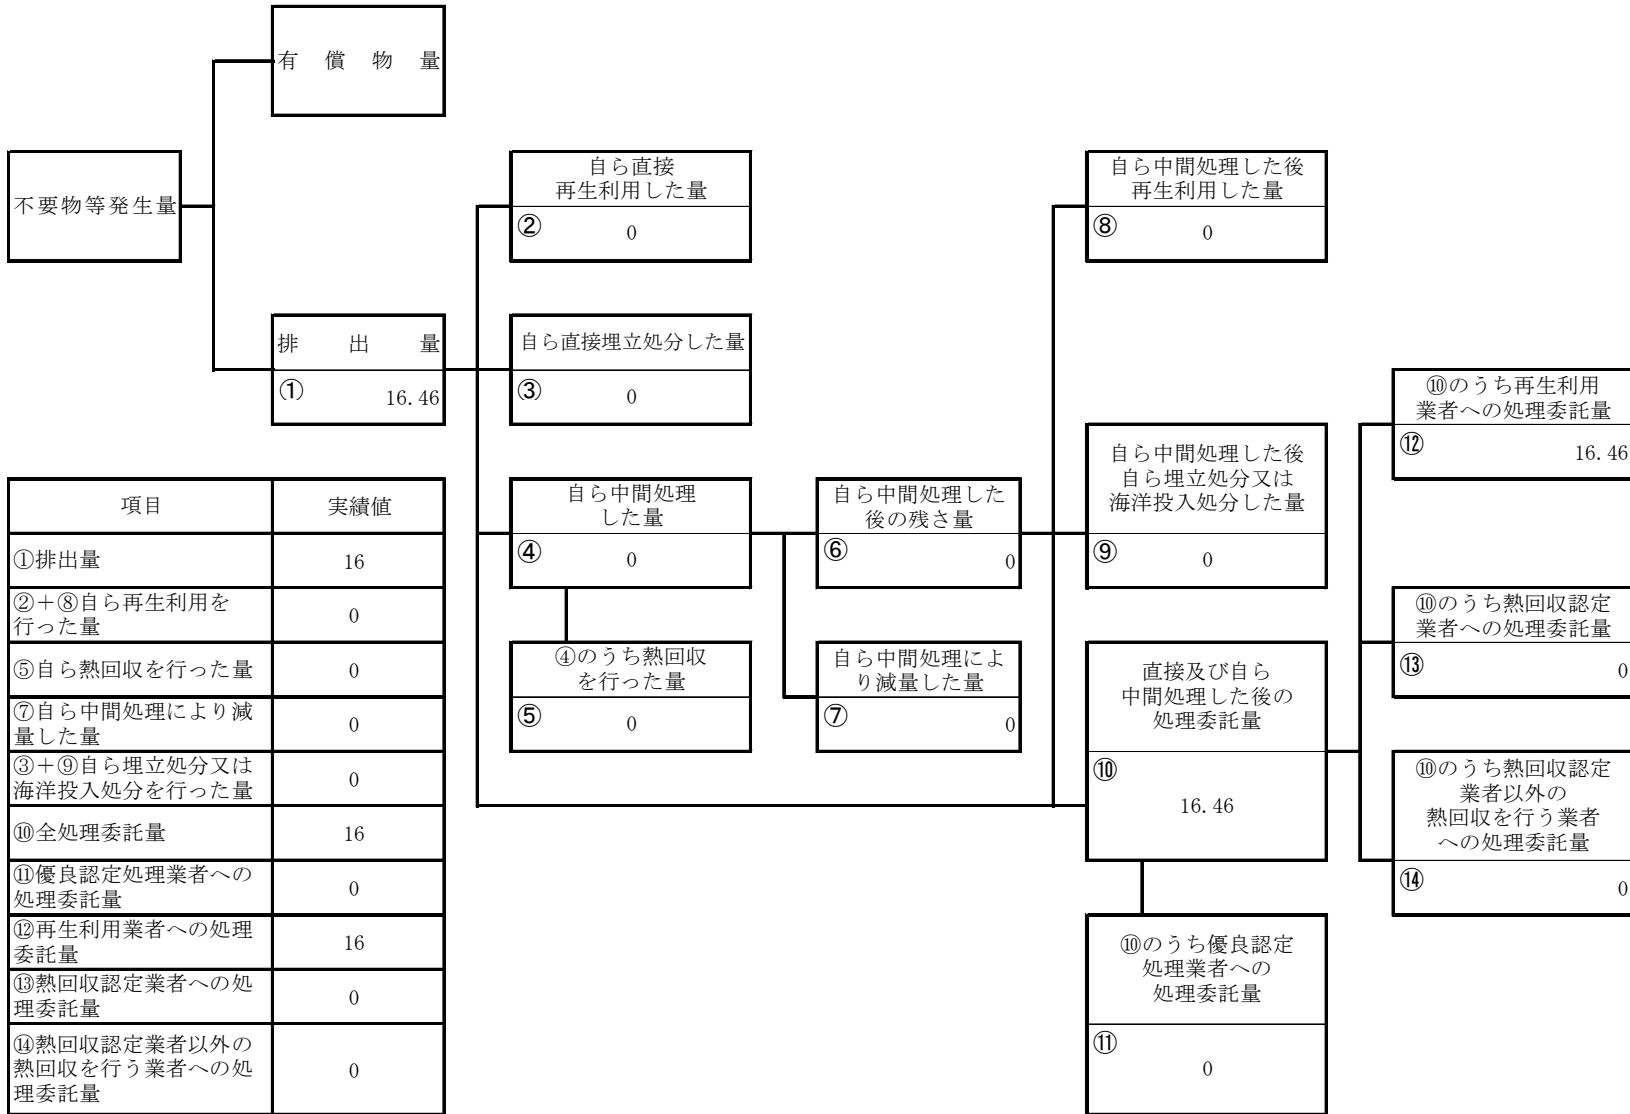 有償物量
不要物等発生量
自ら直接
再生利用した量
②
0
自ら中間処理した後
再生利用した量
⑧
0
排出量
①
16.46
自ら直接埋立処分した量
③
0
⑩のうち再生利用
業者への処理委託量
⑫
16.46
自ら中間処理
した量
④
0
自ら中間処理した
後の残さ量
⑥
0
自ら中間処理した後
自ら埋立処分又は
海洋投入処分した量
⑨
0
④のうち熱回収
を行った量
⑤
0
自ら中間処理によ
り減量した量
⑦
0
直接及び自ら
中間処理した後の
処理委託量
⑩
16.46
⑩のうち熱回収認定
業者への処理委託量
⑬
0
⑩のうち熱回収認定
業者以外の
熱回収を行う業者
への処理委託量
⑭
0
⑩のうち優良認定
処理業者への
処理委託量
⑪
0
項目 実績値
①排出量 16
②＋⑧自ら再生利用を
行った量 0
⑤自ら熱回収を行った量 0
⑦自ら中間処理により減
量した量 0
③＋⑨自ら埋立処分又は
海洋投入処分を行った量 0
⑩全処理委託量 16
⑪優良認定処理業者への
処理委託量 0
⑫再生利用業者への処理
委託量 16
⑬熱回収認定業者への処
理委託量 0
⑭熱回収認定業者以外の
熱回収を行う業者への処
理委託量 0